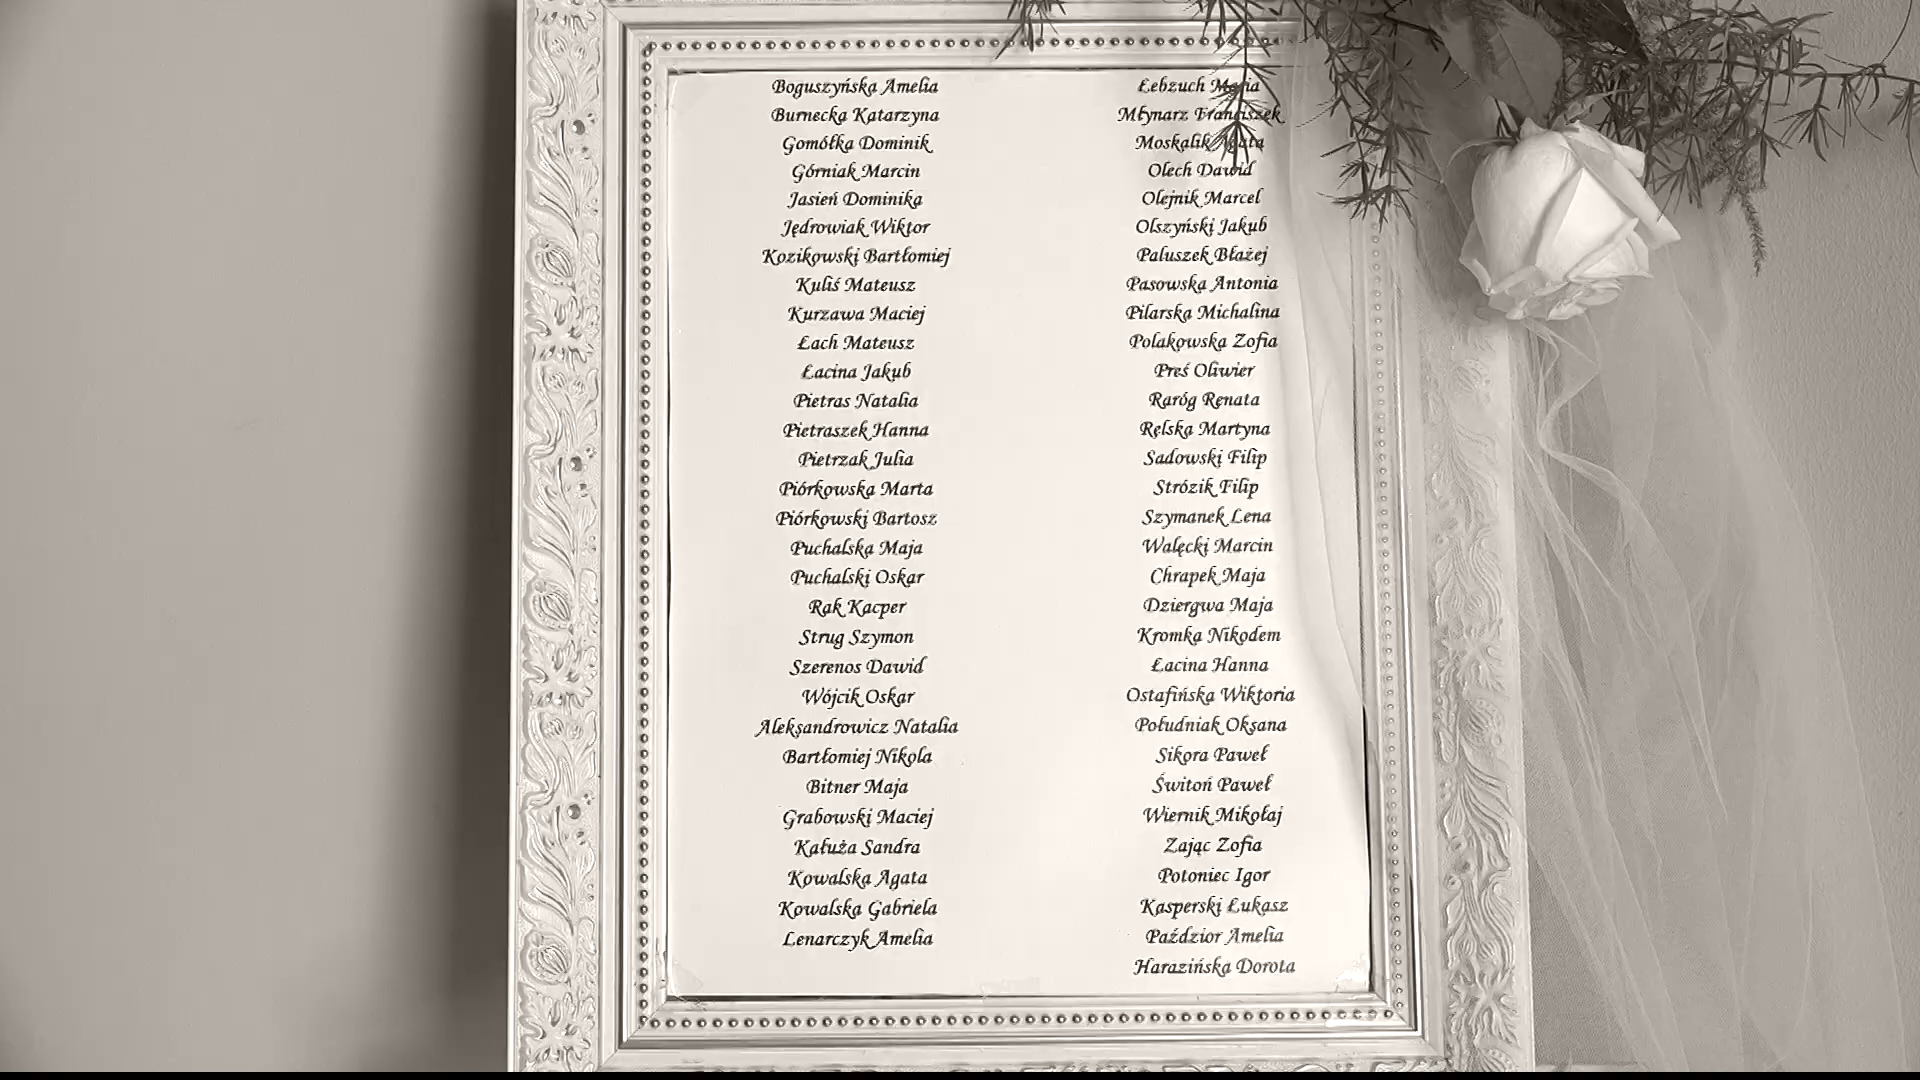 Boguszyńska Amelia
Burnecka Katarzyna
Gomółka Dominik
Górniak Marcin
Jasień Dominika
Jędrowiak Wiktor
Kozikowski Bartłomiej
Kuliś Mateusz
Kurzawa Maciej
Łach Mateusz
Łacina Jakub
Pietras Natalia
Pietraszek Hanna
Pietrzak Julia
Piórkowska Marta
Piórkowski Bartosz
Puchalska Maja
Puchalski Oskar
Rak Kacper
Strug Szymon
Szerenos Dawid
Wójcik Oskar
Aleksandrowicz Natalia
Bartłomiej Nikola
Bitner Maja
Grabowski Maciej
Kałuża Sandra
Kowalska Agata
Kowalska Gabriela
Lenarczyk Amelia
Łebzuch Maria
Młynarz Franciszek
Moskalik Agata
Olech Dawid
Olejnik Marcel
Olszyński Jakub
Paluszek Błażej
Pasowska Antonia
Pilarska Michalina
Polakowska Zofia
Preś Oliwier
Raróg Renata
Relska Martyna
Sadowski Filip
Strózik Filip
Szymanek Lena
Walecki Marcin
Chrapek Maja
Dziergwa Maja
Kromka Nikodem
Łacina Hanna
Ostafińska Wiktoria
Południak Oksana
Sikora Paweł
Świtoń Paweł
Wiernik Mikołaj
Zając Zofia
Potoniec Igor
Kasperski Łukasz
Paździor Amelia
Harazińska Dorota